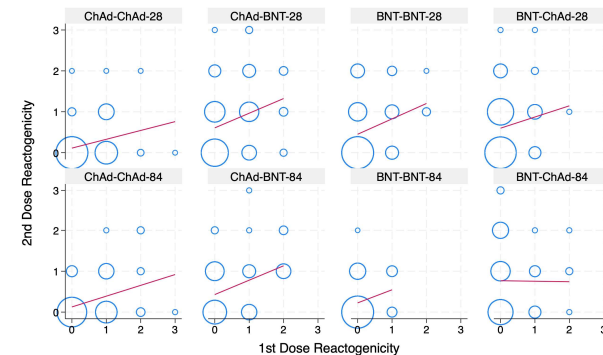 ChAd-ChAd-28 ChAd-BNT-28 BNT-BNT-28 BNT-ChAd-28
3
2
1
0
ChAd-ChAd-84 ChAd-BNT-84 BNT-BNT-84 BNT-ChAd-84
3
2
1
0
0 1 2 3 0 1 2 3 0 1 2 3 0 1 2 3
2nd Dose Reactogenicity
1st Dose Reactogenicity